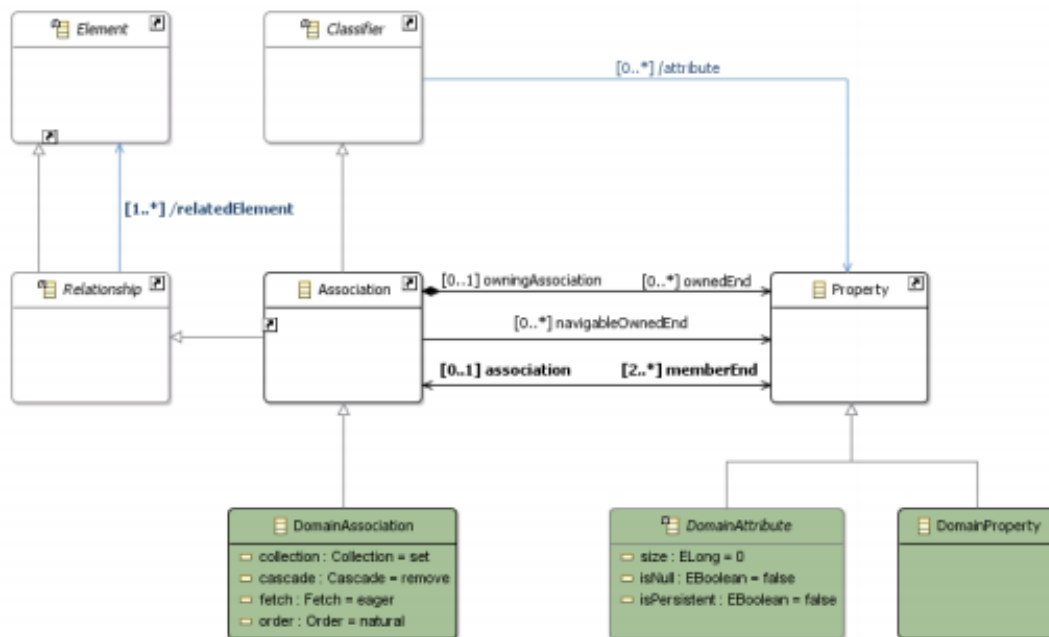 Element
Classifier
[0..*] /attribute
[1..*] /relatedElement
Relationship
Association
[0..1] owningAssociation
[0..*] ownedEnd
Property
[0..*] navigableOwnedEnd
[0..1] association
[2..*] memberEnd
DomainAssociation
collection : Collection = set
cascade : Cascade = remove
fetch : Fetch = eager
order : Order = natural
DomainAttribute
size : ELong = 0
isNull : EBoolean = false
isPersistent : EBoolean = false
DomainProperty